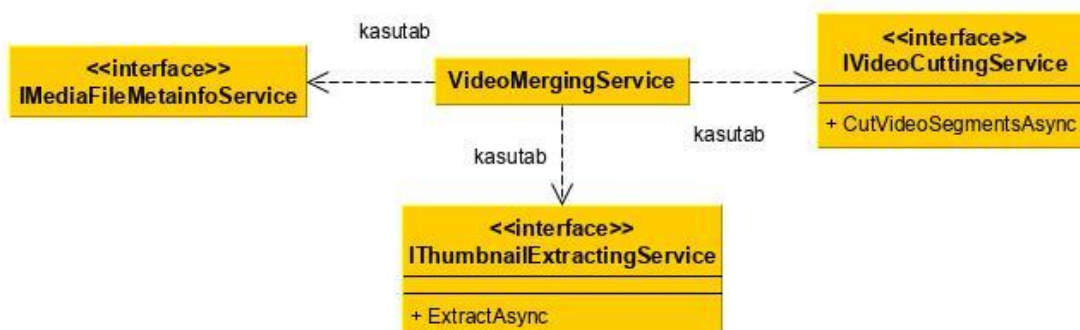 kasutab
<<interface>>
IMediaFileMetainfoService
VideoMergingService
<<interface>>
IVideoCuttingService
+ CutVideoSegmentsAsync
kasutab
kasutab
<<interface>>
IThumbnailExtractingService
+ ExtractAsync